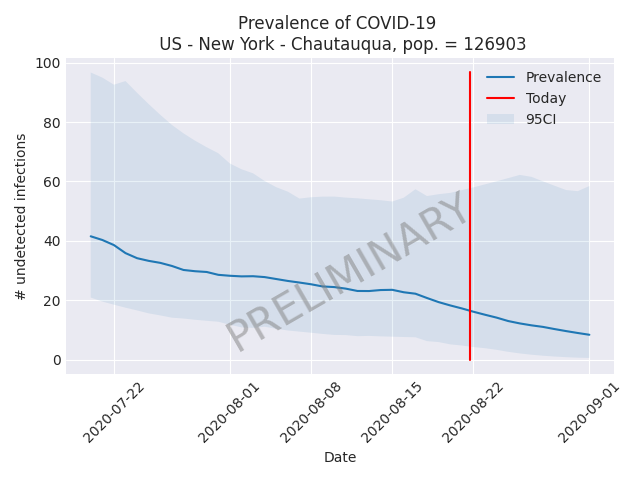 Prevalence of COVID-19
US - New York - Chautauqua, pop. = 126903
Prevalence
Today
95CI
100
80
60
40
20
0
# undetected infections
PRELIMINARY
2020-07-22
2020-08-01
2020-08-08
2020-08-15
2020-08-22
2020-09-01
Date